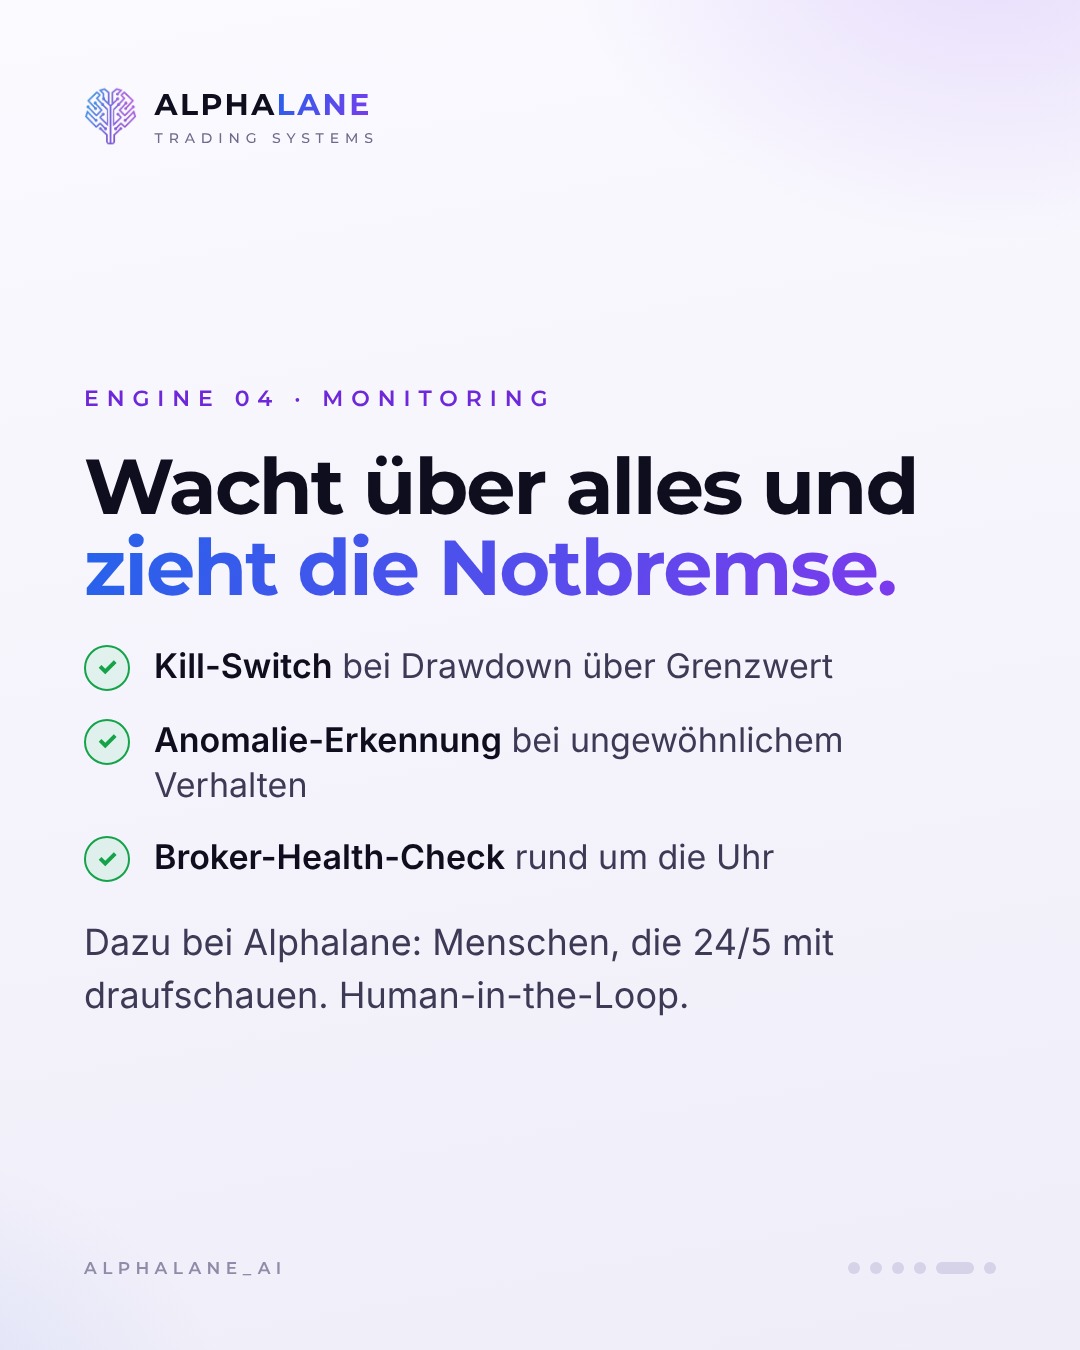 ALPHALANE
TRADING SYSTEMS
ENGINE 04 · MONITORING
Wacht über alles und
zieht die Notbremse.
Kill-Switch bei Drawdown über Grenzwert
Anomalie-Erkennung bei ungewöhnlichem
Verhalten
Broker-Health-Check rund um die Uhr
Dazu bei Alphalane: Menschen, die 24/5 mit
draufschauen. Human-in-the-Loop.
ALPHALANE_AI